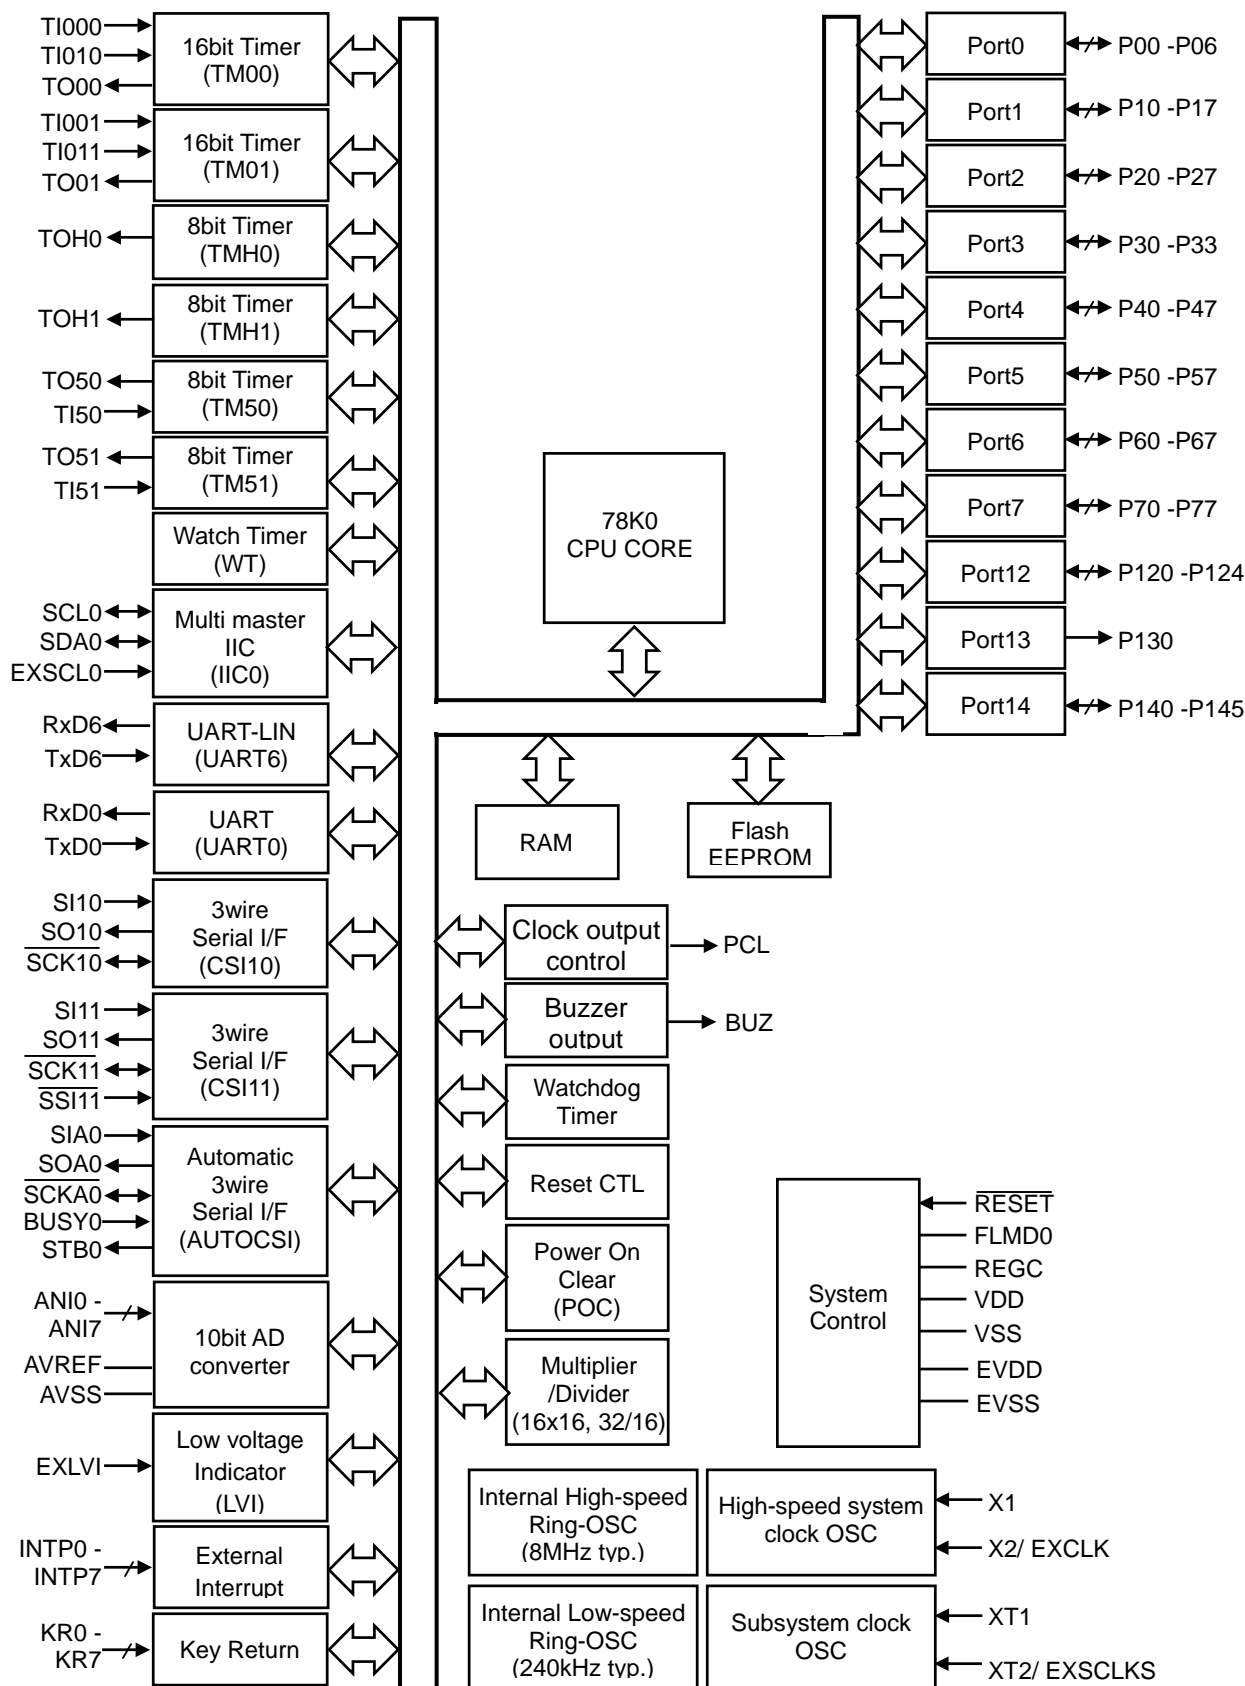 TI000
TI010
TO00
16bit Timer
(TM00)
TI001
TI011
TO01
16bit Timer
(TM01)
TOH0
8bit Timer
(TMH0)
TOH1
8bit Timer
(TMH1)
TO50
TI50
8bit Timer
(TM50)
TO51
TI51
8bit Timer
(TM51)
Watch Timer
(WT)
SCL0
SDA0
EXSCL0
Multi master
IIC
(IIC0)
RxD6
TxD6
UART-LIN
(UART6)
RxD0
TxD0
UART
(UART0)
SI10
SO10
SCK10
3wire
Serial I/F
(CSI10)
SI11
SO11
SCK11
SSI11
3wire
Serial I/F
(CSI11)
SIA0
SOA0
SCKA0
BUSY0
STB0
Automatic
3wire
Serial I/F
(AUTOCSI)
ANI0 -
ANI7
AVREF
AVSS
10bit AD
converter
EXLVI
Low voltage
Indicator
(LVI)
INTP0 -
INTP7
External
Interrupt
KR0 -
KR7
Key Return
78K0
CPU CORE
RAM
Flash
EEPROM
Clock output
control
PCL
Buzzer
output
BUZ
Watchdog
Timer
Reset CTL
Power On
Clear
(POC)
Multiplier
/Divider
(16x16, 32/16)
Internal High-speed
Ring-OSC
(8MHz typ.)
Internal Low-speed
Ring-OSC
(240kHz typ.)
Port0
P00 -P06
Port1
P10 -P17
Port2
P20 -P27
Port3
P30 -P33
Port4
P40 -P47
Port5
P50 -P57
Port6
P60 -P67
Port7
P70 -P77
Port12
P120 -P124
Port13
P130
Port14
P140 -P145
System
Control
RESET
FLMD0
REGC
VDD
VSS
EVDD
EVSS
High-speed system
clock OSC
X1
X2/ EXCLK
Subsystem clock
OSC
XT1
XT2/ EXSCLKS